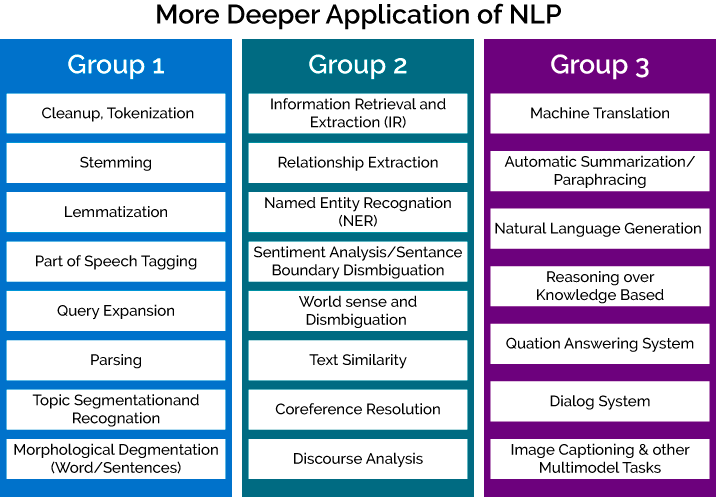 More Deeper Application of NLP
Group 1
Cleanup, Tokenization
Stemming
Lemmatization
Part of Speech Tagging
Query Expansion
Parsing
Topic Segmentationand
Recognation
Morphological Degmentation
(Word/Sentences)
Group 2
Information Retrieval and
Extraction (IR)
Relationship Extraction
Named Entity Recognation
(NER)
Sentiment Analysis/Sentance
Boundary Dismbiguation
World sense and
Dismbiguation
Text Similarity
Coreference Resolution
Discourse Analysis
Group 3
Machine Translation
Automatic Summarization/
Paraphracing
Natural Language Generation
Reasoning over
Knowledge Based
Quation Answering System
Dialog System
Image Captioning & other
Multimodel Tasks